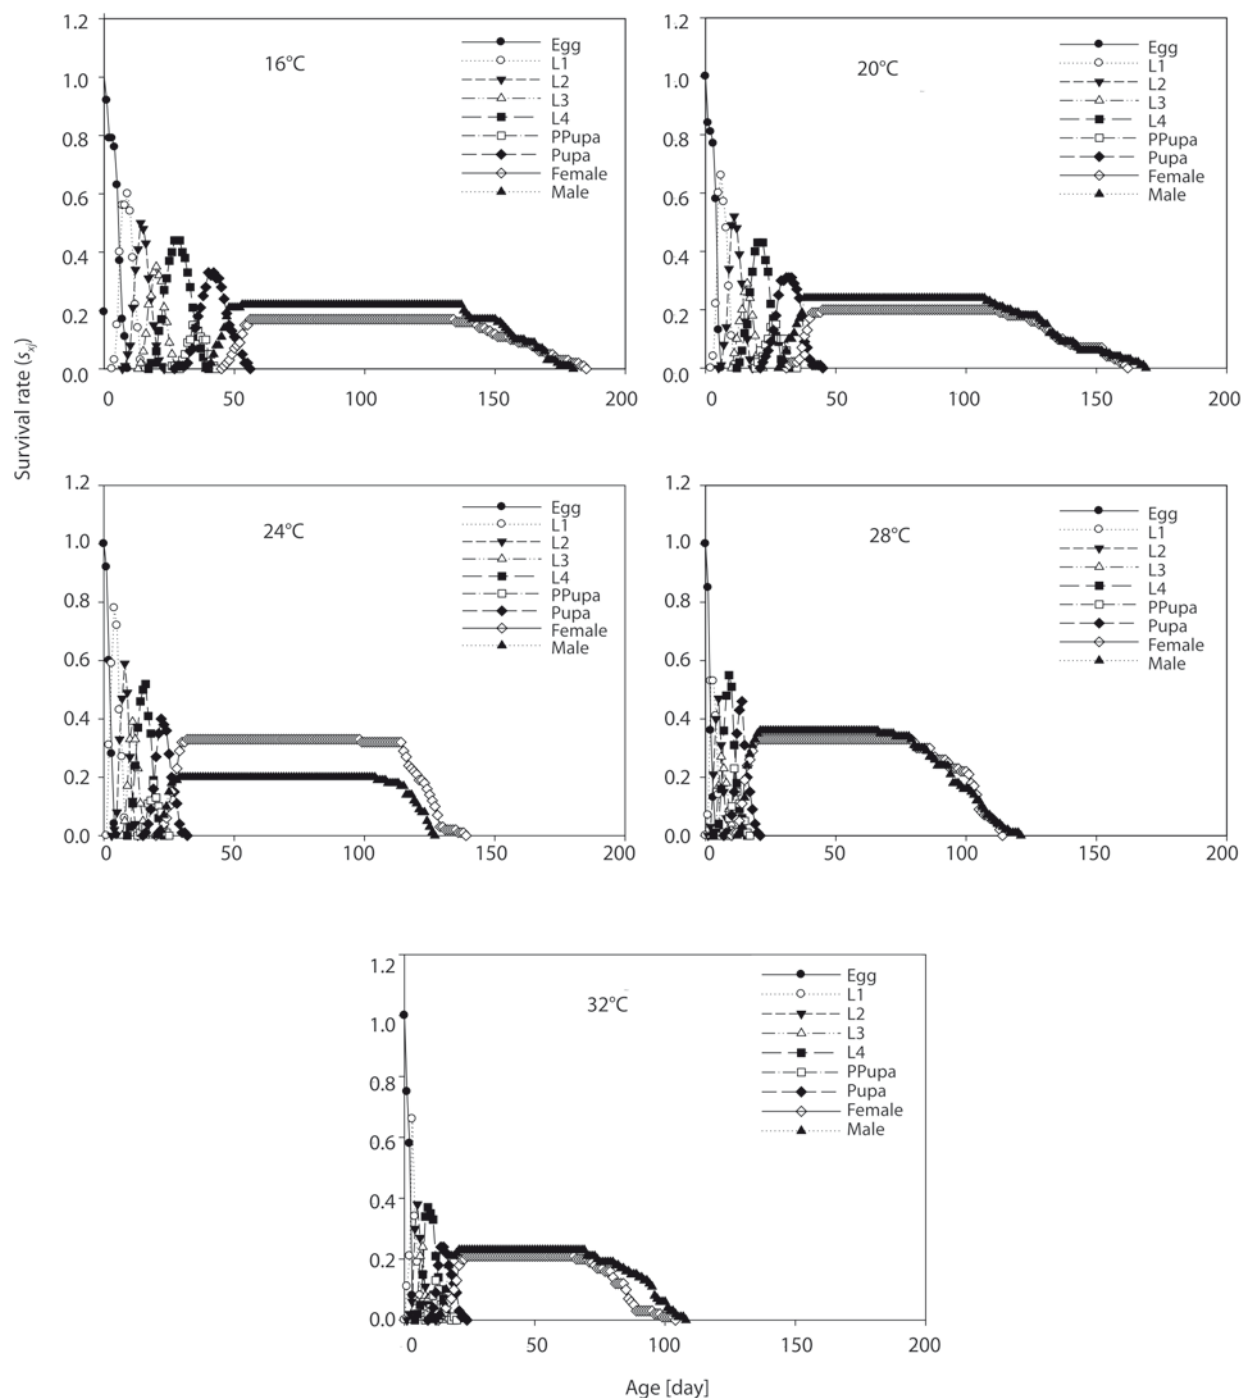 1.2
1.0
0.8
0.6
0.4
0.2
0.0
0 50 100 150 200
16°C
Egg
L1
L2
L3
L4
PPupa
Pupa
Female
Male
1.2
1.0
0.8
0.6
0.4
0.2
0.0
0 50 100 150 200
20°C
Egg
L1
L2
L3
L4
PPupa
Pupa
Female
Male
Survival rate (sxj)
1.2
1.0
0.8
0.6
0.4
0.2
0.0
0 50 100 150 200
24°C
Egg
L1
L2
L3
L4
PPupa
Pupa
Female
Male
1.2
1.0
0.8
0.6
0.4
0.2
0.0
0 50 100 150 200
28°C
Egg
L1
L2
L3
L4
PPupa
Pupa
Female
Male
1.2
1.0
0.8
0.6
0.4
0.2
0.0
0 50 100 150 200
32°C
Egg
L1
L2
L3
L4
PPupa
Pupa
Female
Male
Age [day]